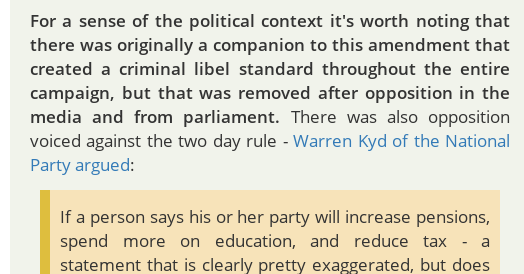 For a sense of the political context it's worth noting that
there was originally a companion to this amendment that
created a criminal libel standard throughout the entire
campaign, but that was removed after opposition in the
media and from parliament. There was also opposition
voiced against the two day rule - Warren Kyd of the National
Party argued:
If a person says his or her party will increase pensions,
spend more on education, and reduce tax - a
statement that is clearly pretty exaggerated, but does